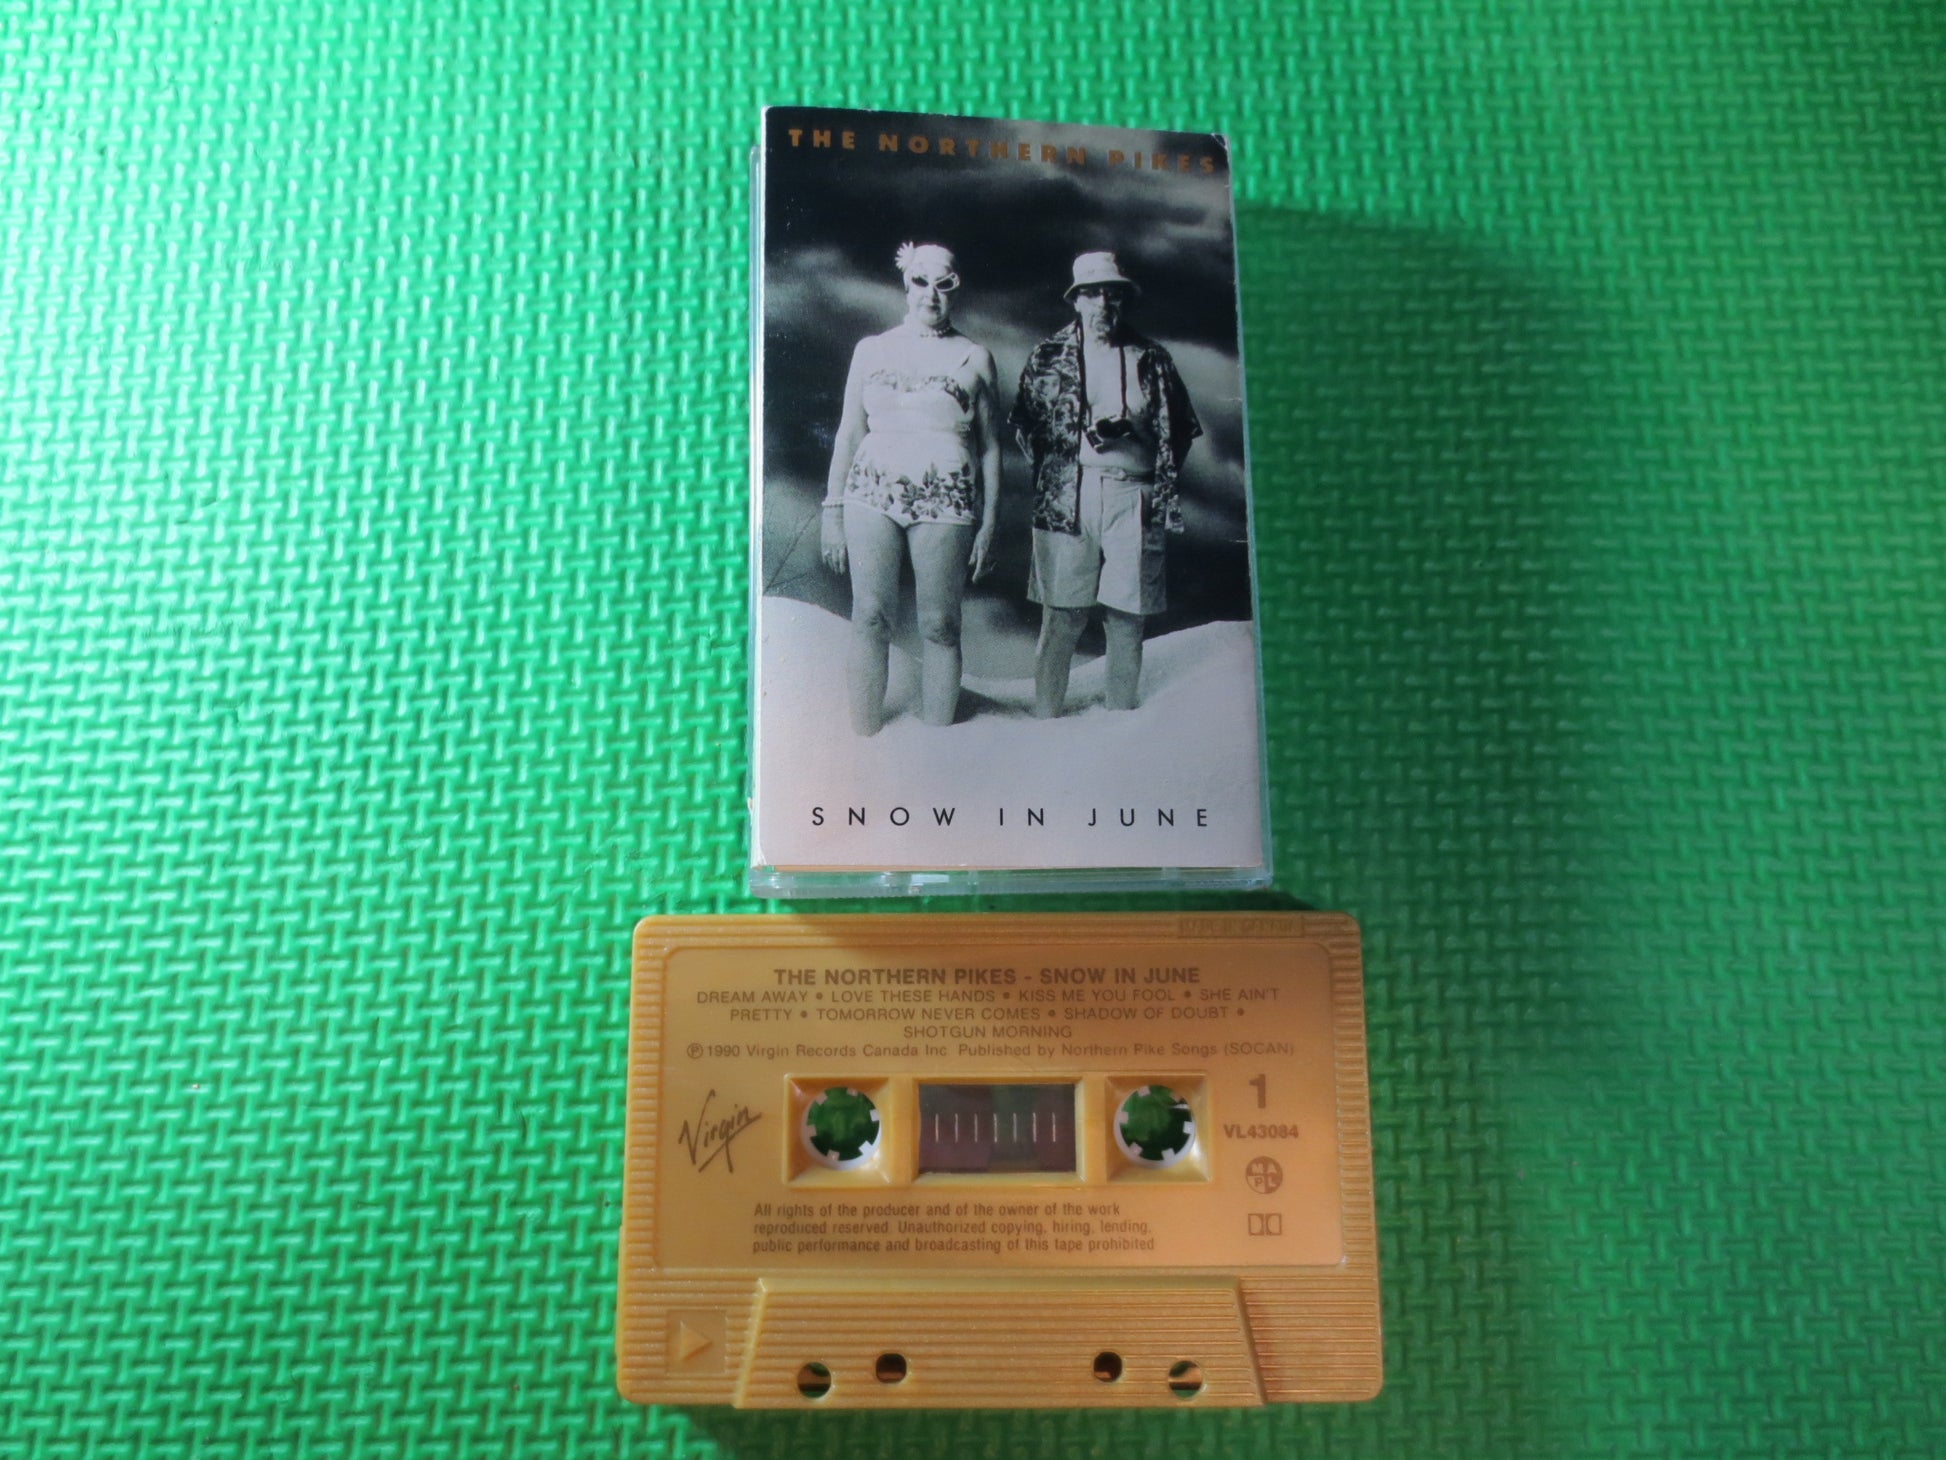 THE NORTHERN PIKES
SNOW IN JUNE
THE NORTHERN PIKES - SNOW IN JUNE
DREAM AWAY • LOVE THESE HANDS • KISS ME YOU FOOL • SHE AIN'T
PRETTY • TOMORROW NEVER COMES • SHADOW OF DOUBT •
SHOTGUN MORNING
℗ 1990 Virgin Records Canada Inc. Published by Northern Pike Songs (SOCAN)
Virgin
1
VL43084
MAPL
All rights of the producer and of the owner of the work
reproduced reserved. Unauthorized copying, hiring, lending,
public performance and broadcasting of this tape prohibited